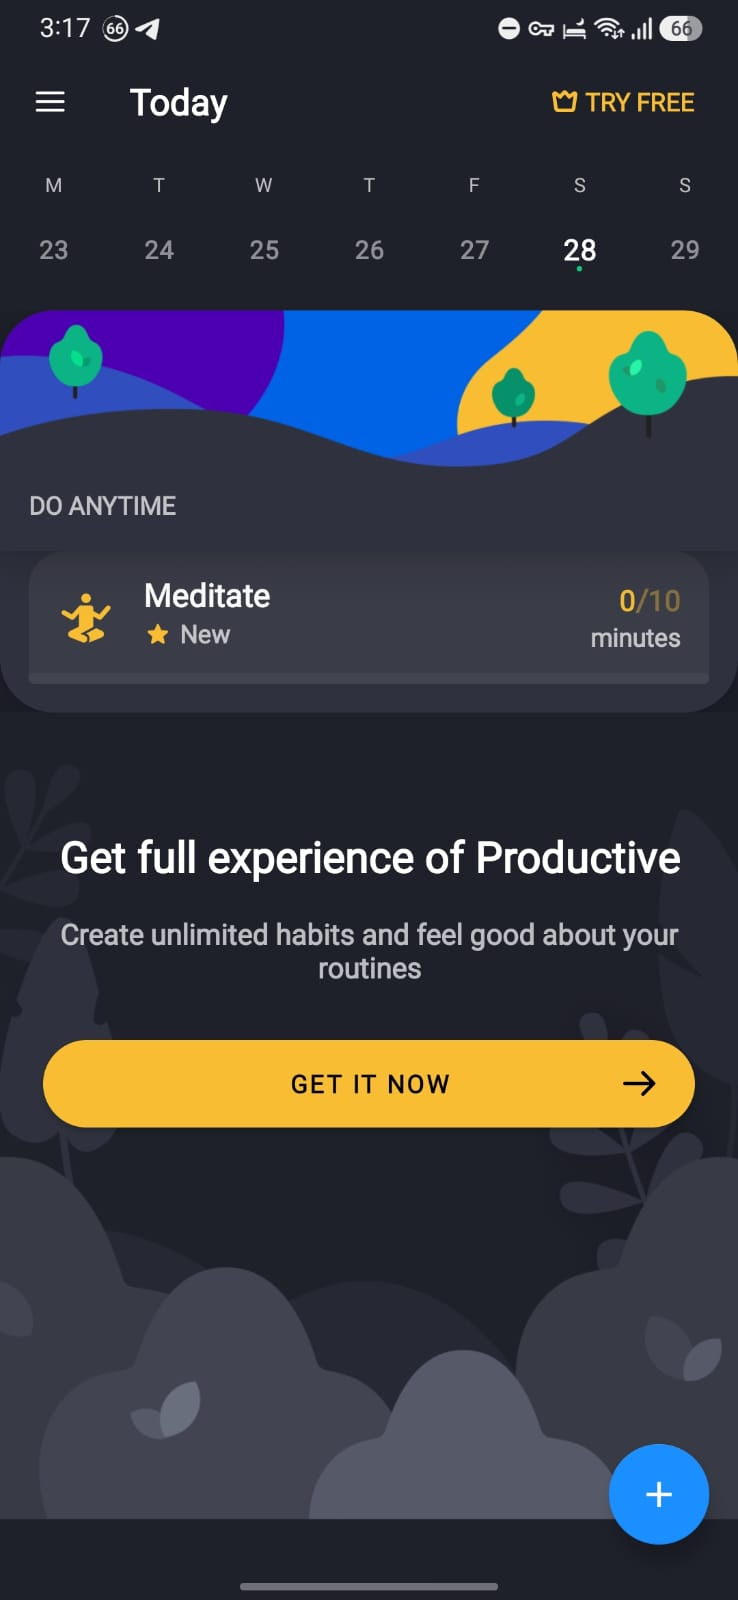 3:17 66 66
Today TRY FREE
M T W T F S S
23 24 25 26 27 28 29
DO ANYTIME
Meditate 0/10
New minutes
Get full experience of Productive
Create unlimited habits and feel good about your
routines
GET IT NOW